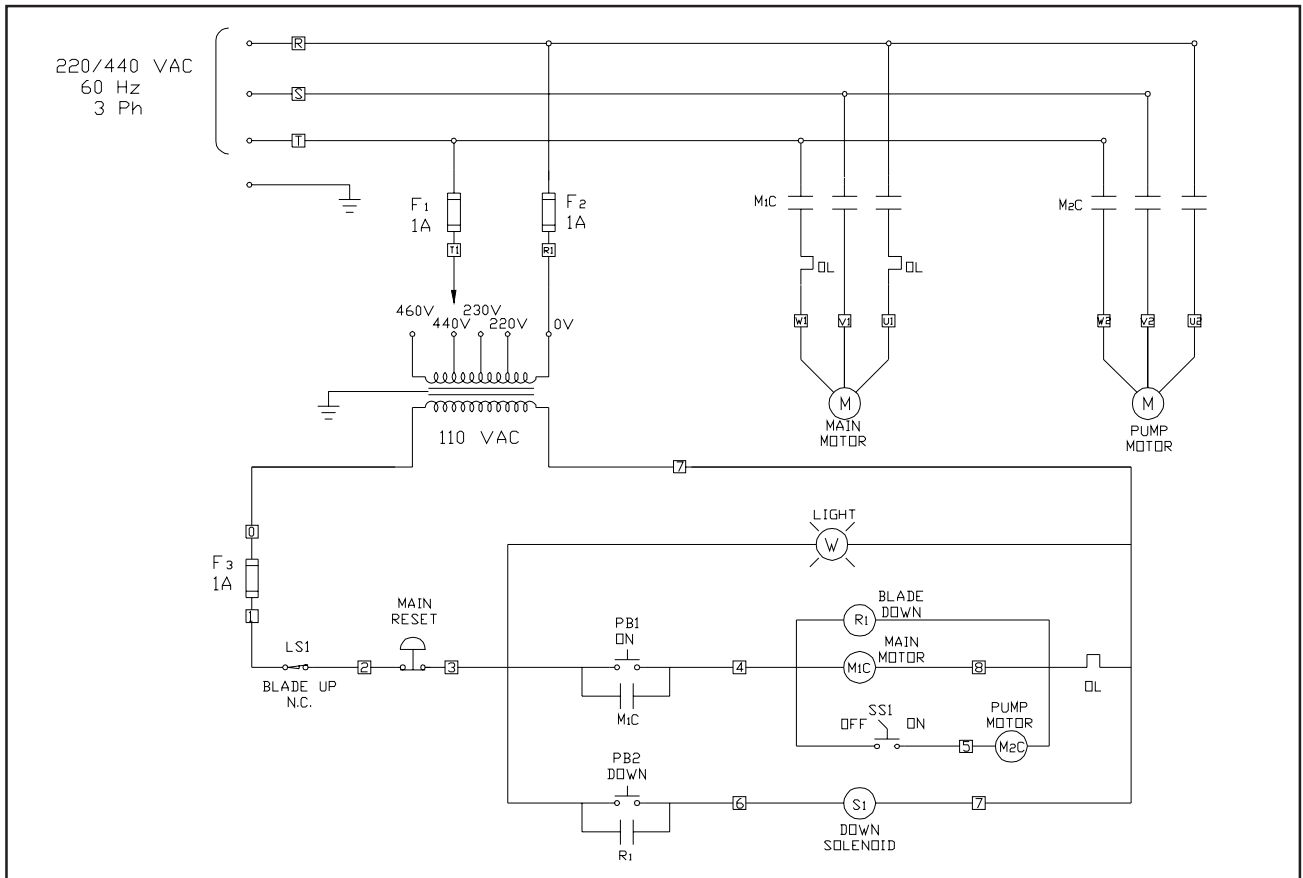 220/440 VAC
60 Hz
3 Ph
R
S
T
F1
1A
T1
F2
1A
R1
460V
440V
230V
220V
0V
110 VAC
M1C
OL
OL
W1
V1
U1
M
MAIN
MOTOR
M2C
W2
V2
U2
M
PUMP
MOTOR
7
0
F3
1A
1
LIGHT
W
LS1
BLADE UP
N.C.
2
MAIN
RESET
3
PB1
ON
M1C
4
BLADE
DOWN
R1
MAIN
MOTOR
M1C
8
OL
SS1
OFF
ON
5
PUMP
MOTOR
M2C
PB2
DOWN
R1
6
S1
DOWN
SOLENOID
7